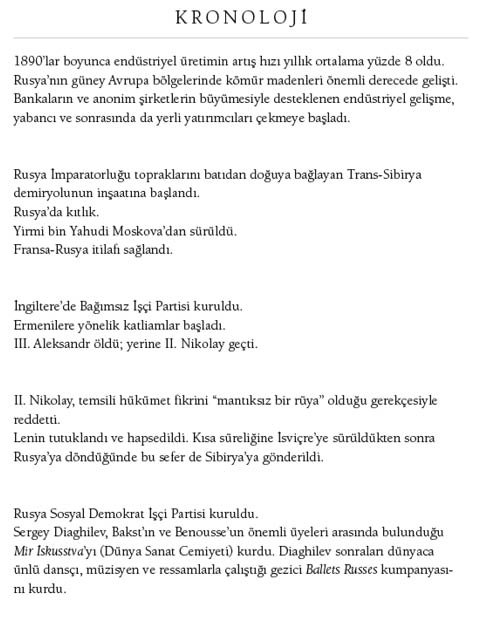 KRONOLOJİ
1890'lar boyunca endüstriyel üretimin artış hızı yıllık ortalama yüzde 8 oldu.
Rusya'nın güney Avrupa bölgelerinde kömür madenleri önemli derecede gelişti.
Bankaların ve anonim şirketlerin büyümesiyle desteklenen endüstriyel gelişme,
yabancı ve sonrasında da yerli yatırımcıları çekmeye başladı.
Rusya İmparatorluğu topraklarını batıdan doğuya bağlayan Trans-Sibirya
demiryolunun inşaatına başlandı.
Rusya'da kıtlık.
Yirmi bin Yahudi Moskova'dan sürüldü.
Fransa-Rusya itilafı sağlandı.
İngiltere'de Bağımsız İşçi Partisi kuruldu.
Ermenilere yönelik katliamlar başladı.
III. Aleksandr öldü; yerine II. Nikolay geçti.
II. Nikolay, temsili hükümet fikrini “mantıksız bir rüya” olduğu gerekçesiyle
reddetti.
Lenin tutuklandı ve hapsedildi. Kısa süreliğine İsviçre'ye sürüldükten sonra
Rusya'ya döndüğünde bu sefer de Sibirya'ya gönderildi.
Rusya Sosyal Demokrat İşçi Partisi kuruldu.
Sergey Diaghilev, Bakst'ın ve Benousse'un önemli üyeleri arasında bulunduğu
Mir Iskusstva'yı (Dünya Sanat Cemiyeti) kurdu. Diaghilev sonraları dünyaca
ünlü dansçı, müzisyen ve ressamlarla çalıştığı gezici Ballets Russes kumpanyası-
nı kurdu.